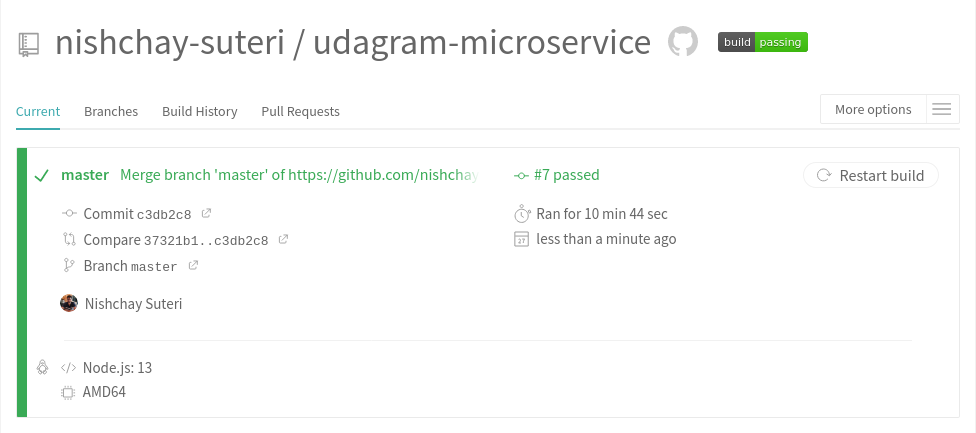 nishchay-suteri / udagram-microservice build passing
Current Branches Build History Pull Requests More options
master Merge branch 'master' of https://github.com/nishchay #7 passed Restart build
Commit c3db2c8 Ran for 10 min 44 sec
Compare 37321b1..c3db2c8 27 less than a minute ago
Branch master
Nishchay Suteri
</> Node.js: 13
AMD64